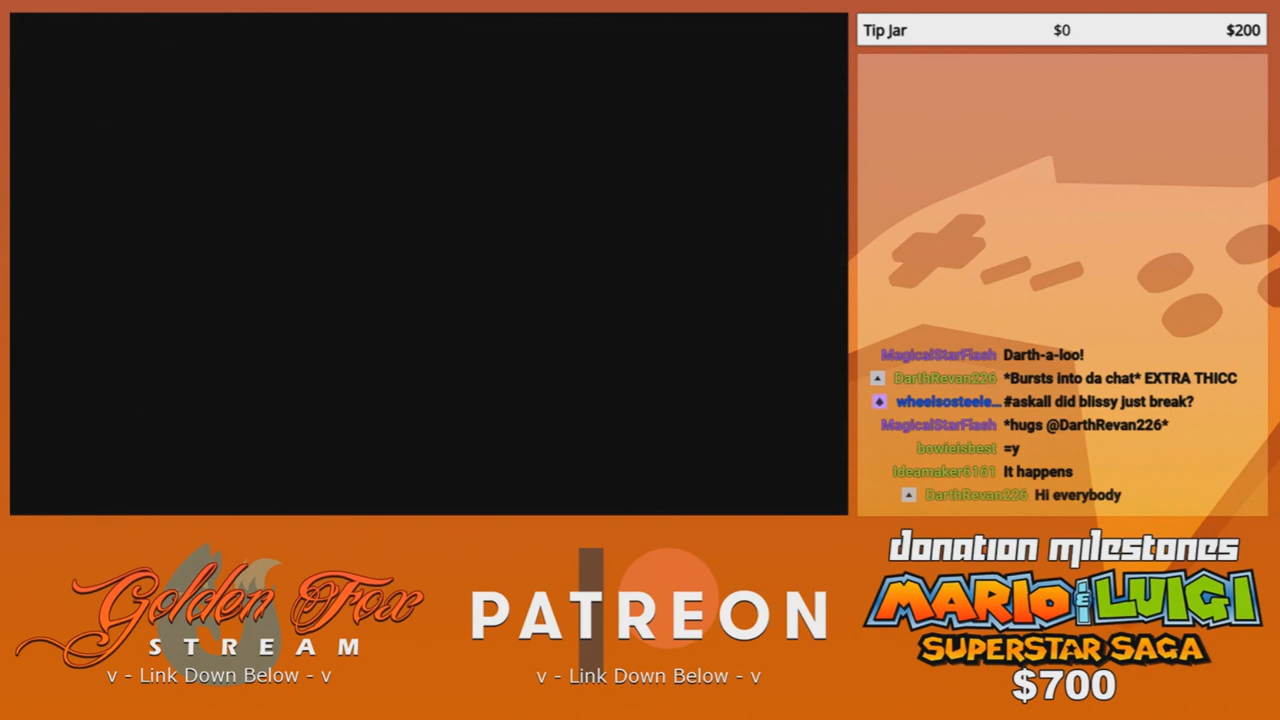 Tip Jar $0 $200
MagicalStarFlash Darth-a-loo!
DarthRevan226 *Bursts into da chat* EXTRA THICC
wheelsosteele... #askall did blissy just break?
MagicalStarFlash *hugs @DarthRevan226*
bowieisbest =y
Ideamaker6161 It happens
DarthRevan226 Hi everybody
Golden Fox
STREAM
v - Link Down Below - v
PATREON
v - Link Down Below - v
donation milestones
MARIO & LUIGI
SUPERSTAR SAGA
$700